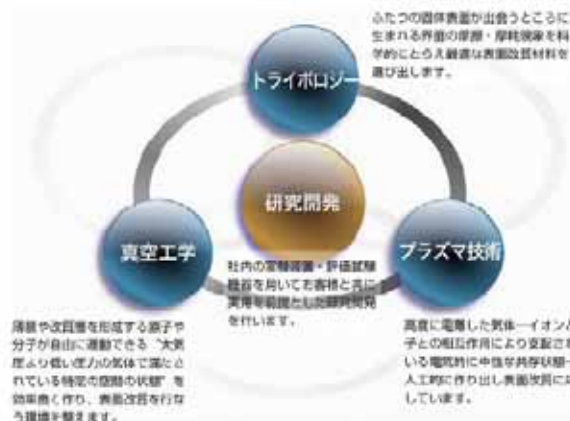 ふたつの固体表面が出会うところに
生まれる界面の摩擦・摩耗現象を科
学的にとらえ最適な表面改質材料を
選び出します。
トライボロジー
研究開発
真空工学
プラズマ技術
社内の実験装置・評価試験
機器を用いてお客様と共に
実用を前提とした研究開発
を行います。
薄膜や改質層を形成する原子や
分子が自由に運動できる "大気
圧より低い圧力の気体で満たさ
れている特定の空間の状態" を
効率良く作り、表面改質を行な
う環境を整えます。
高度に電離した気体―イオンと
子との相互作用により支配され
いる電気的に中性な共存状態―
人工的に作り出し表面改質に応
しています。